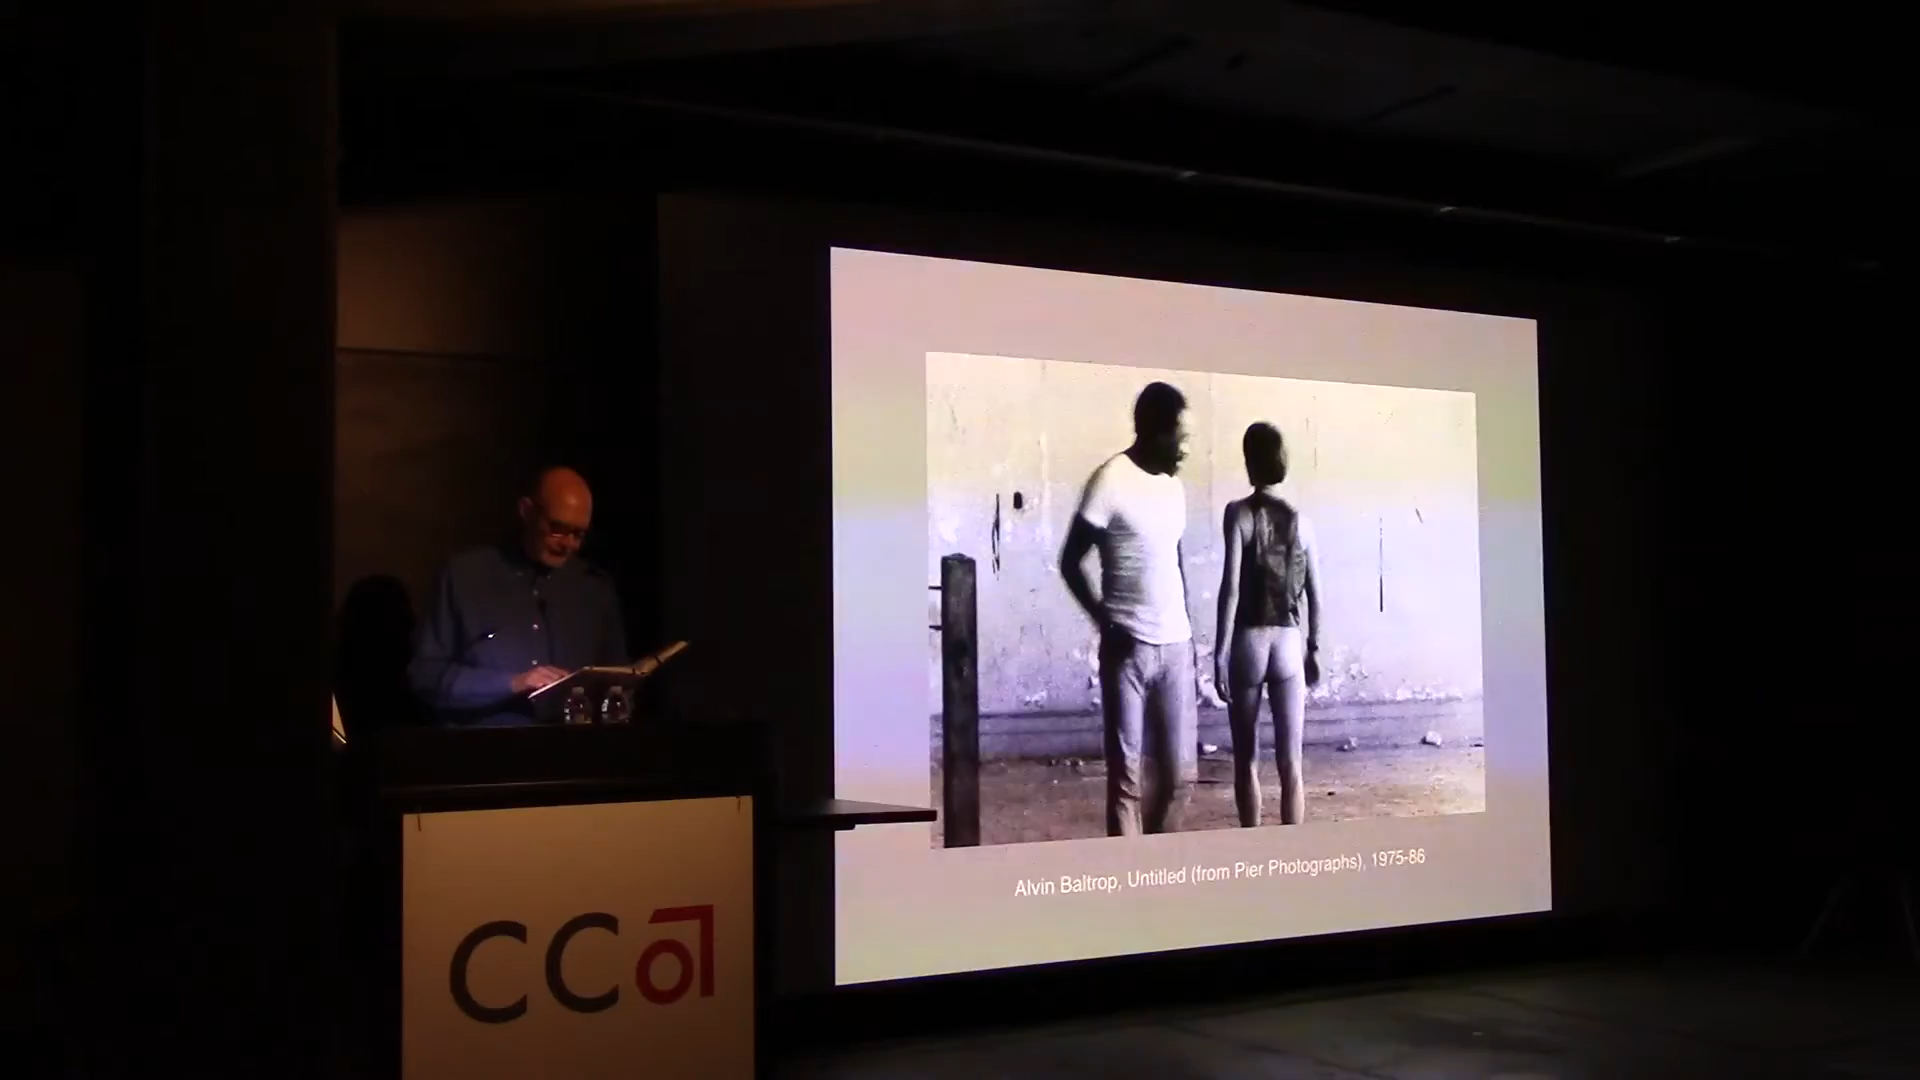 Alvin Baltrop, Untitled (from Pier Photographs), 1975-86
CCA